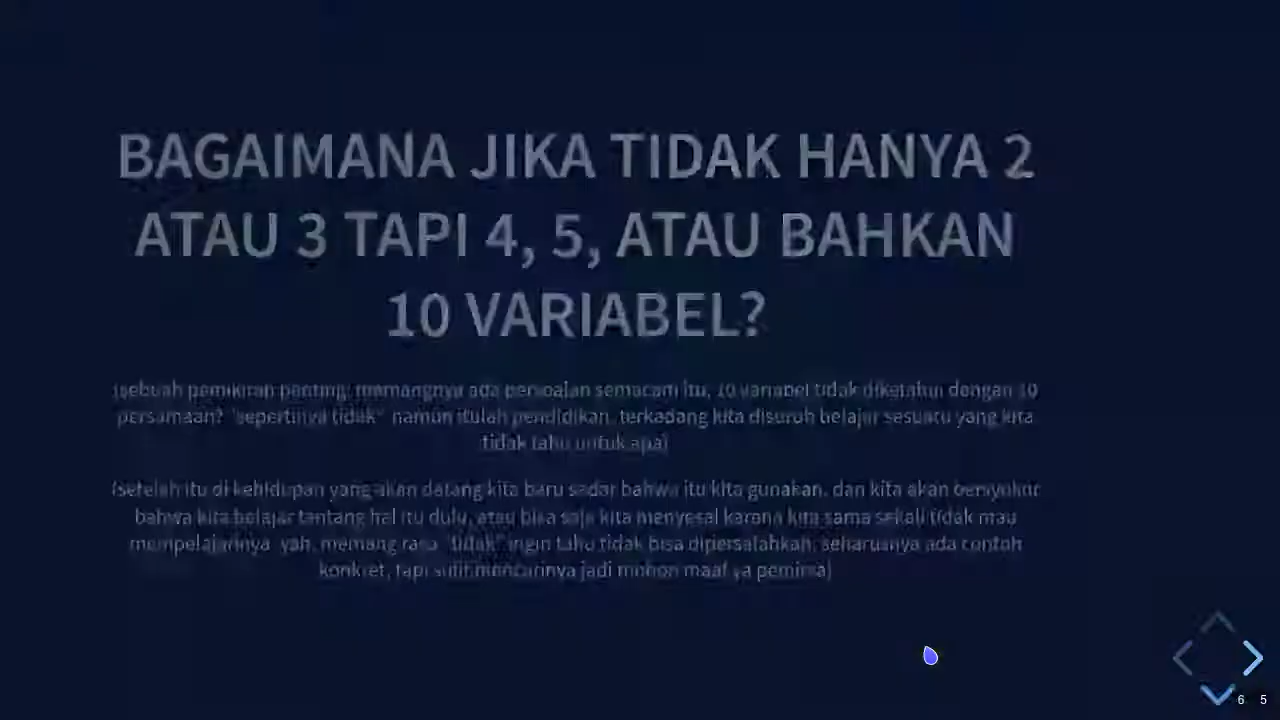 BAGAIMANA JIKA TIDAK HANYA 2
ATAU 3 TAPI 4, 5, ATAU BAHKAN
10 VARIABEL?
(sebuah pemikiran penting, memangnya ada persoalan semacam itu, 10 variabel tidak diketahui dengan 10
persamaan? "sepertinya tidak" namun itulah pendidikan, terkadang kita disuruh belajar sesuatu yang kita
tidak tahu untuk apa)
(setelah itu di kehidupan yang akan datang kita baru sadar bahwa itu kita gunakan, dan kita akan bersyukur
bahwa kita belajar tentang hal itu dulu, atau bisa saja kita menyesal karena kita sama sekali tidak mau
mempelajarinya yah, memang rasa "tidak" ingin tahu tidak bisa dipersalahkan, seharusnya ada contoh
konkret, tapi sulit mencarinya jadi mohon maaf ya pemirsa)
6 5